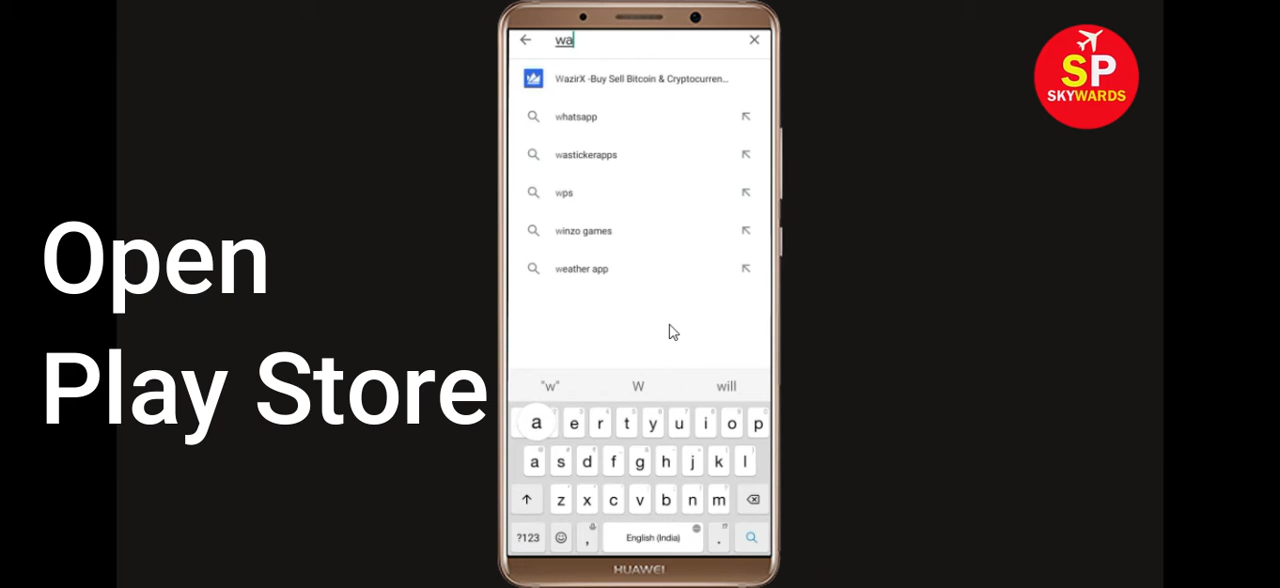 wa
WazirX -Buy Sell Bitcoin & Cryptocurren...
whatsapp
wastickerapps
wps
winzo games
weather app
"w" W will
a e r t y u i o p
a s d f g h j k l
z x c v b n m
?123 , English (India) .
HUAWEI
Open
Play Store
SP
SKYWARDS